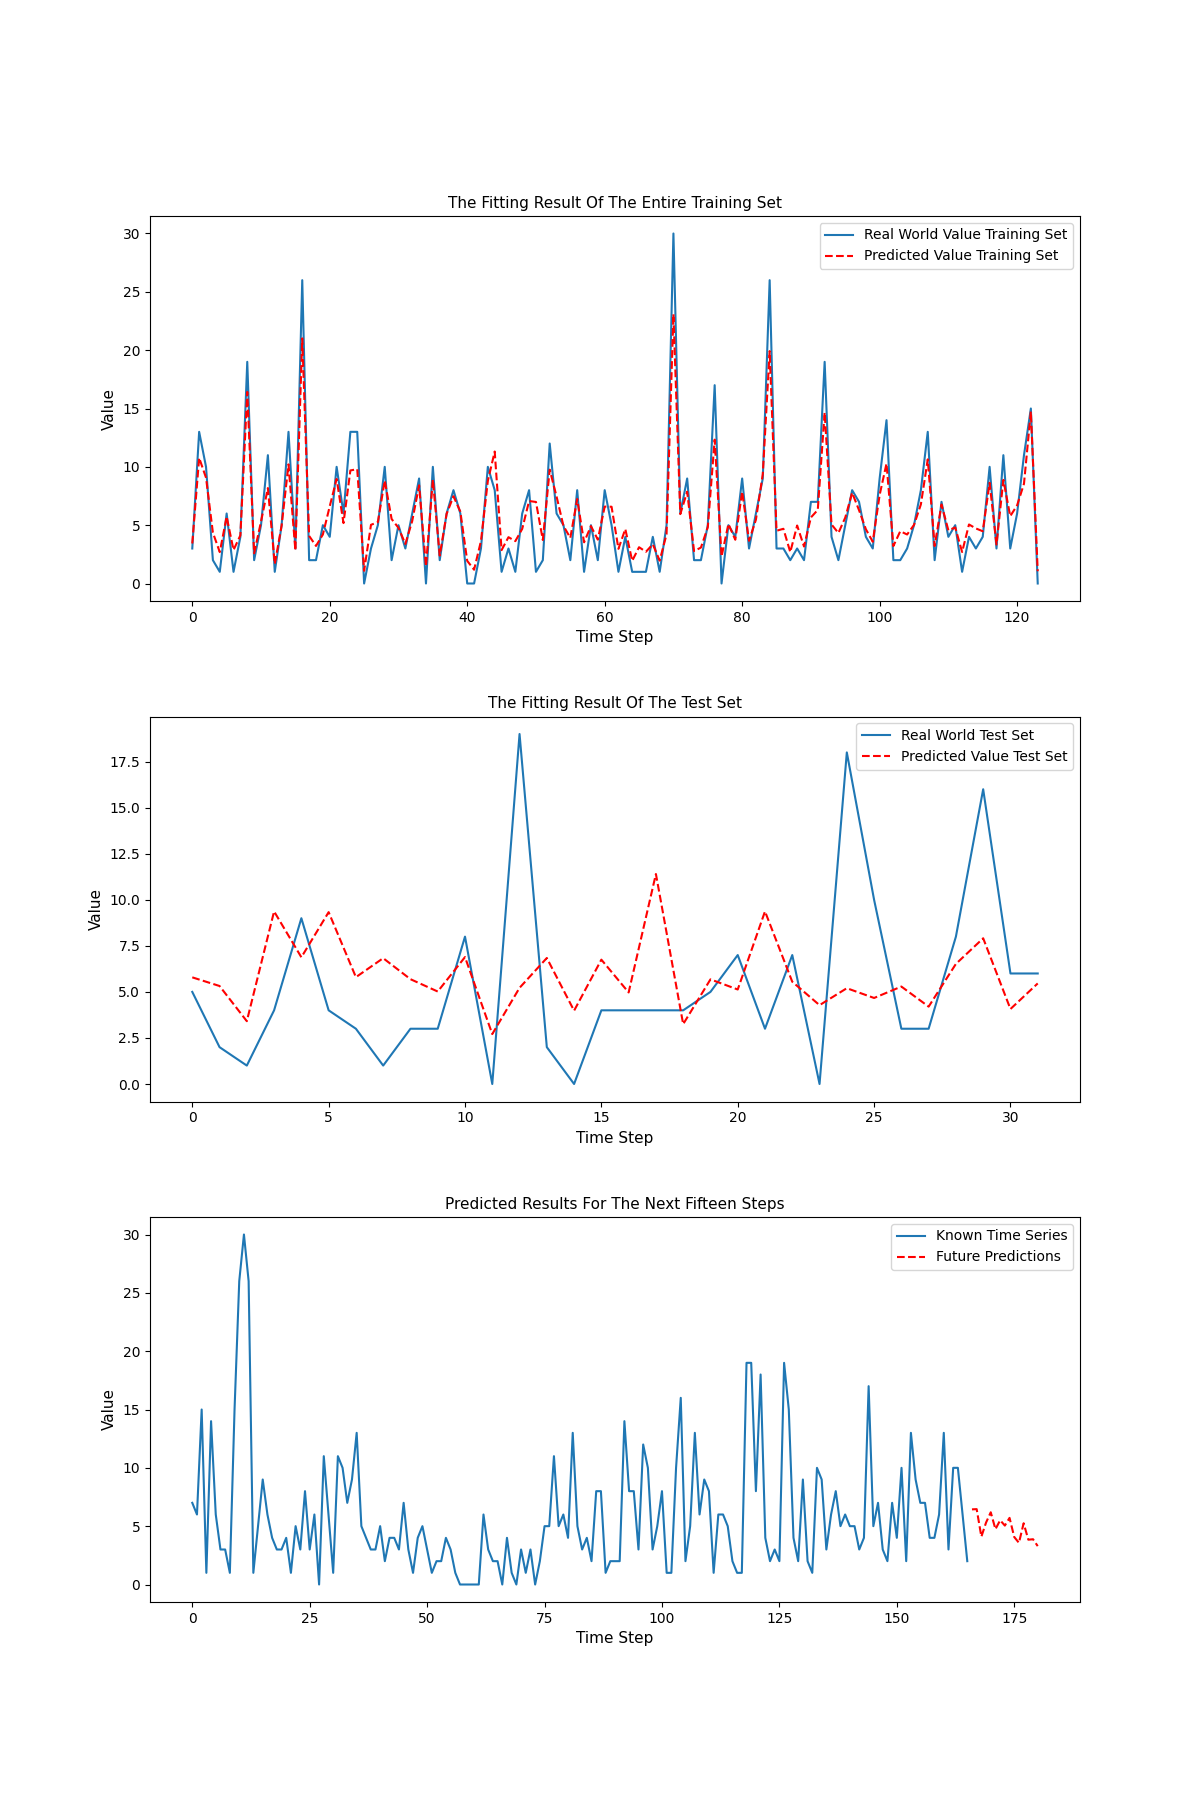 The Fitting Result Of The Entire Training Set
Real World Value Training Set
Predicted Value Training Set
Value
30
25
20
15
10
5
0
0 20 40 60 80 100 120
Time Step
The Fitting Result Of The Test Set
Real World Test Set
Predicted Value Test Set
Value
17.5
15.0
12.5
10.0
7.5
5.0
2.5
0.0
0 5 10 15 20 25 30
Time Step
Predicted Results For The Next Fifteen Steps
Known Time Series
Future Predictions
Value
30
25
20
15
10
5
0
0 25 50 75 100 125 150 175
Time Step